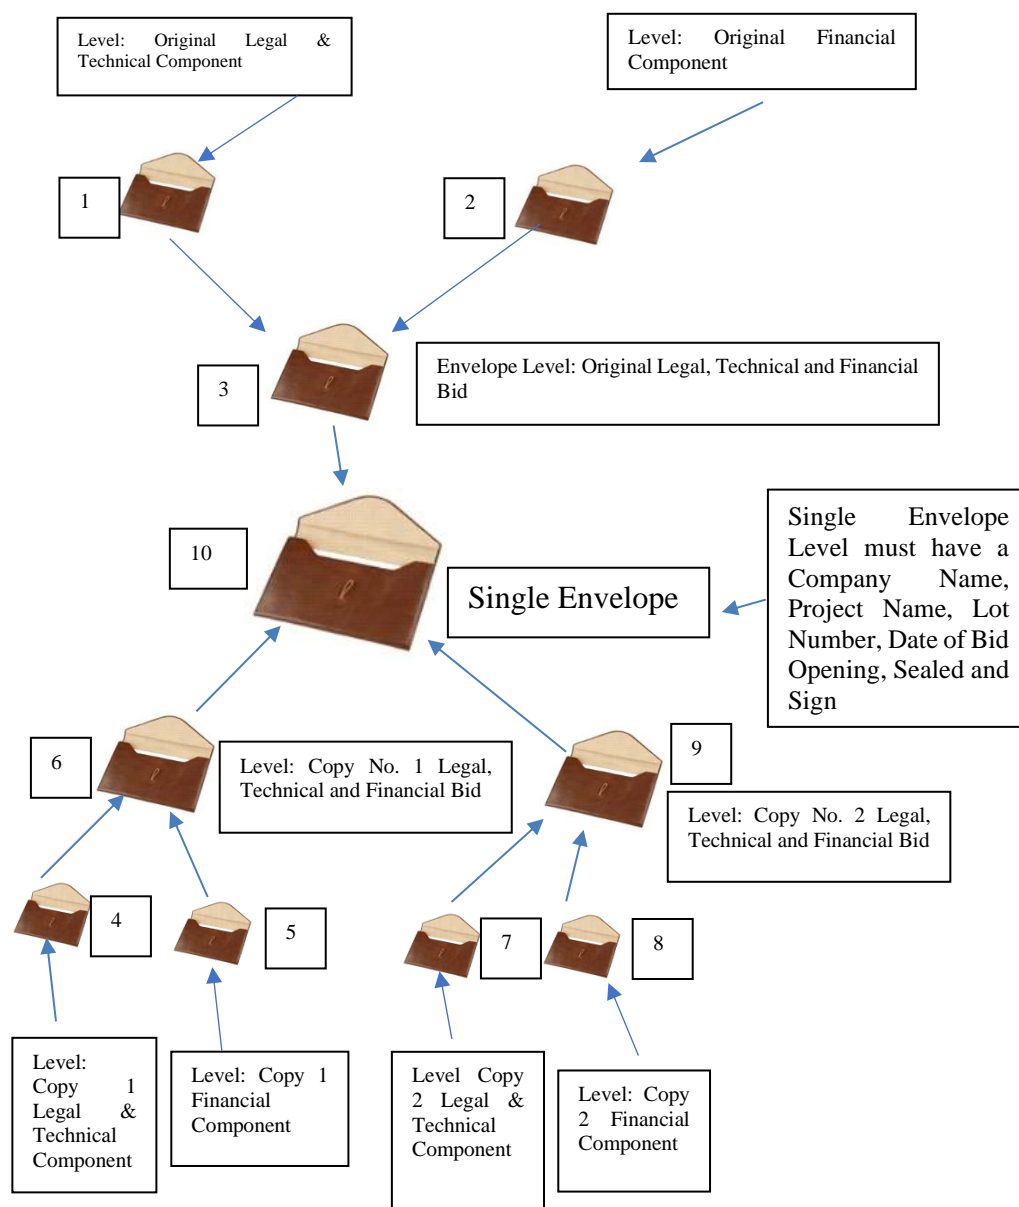 Level: Original Legal &
Technical Component
Level: Original Financial
Component
1
2
3
Envelope Level: Original Legal, Technical and Financial
Bid
10
Single Envelope
Single Envelope
Level must have a
Company Name,
Project Name, Lot
Number, Date of Bid
Opening, Sealed and
Sign
6
Level: Copy No. 1 Legal,
Technical and Financial Bid
9
Level: Copy No. 2 Legal,
Technical and Financial Bid
4
5
7
8
Level:
Copy 1
Legal &
Technical
Component
Level: Copy 1
Financial
Component
Level Copy
2 Legal &
Technical
Component
Level: Copy
2 Financial
Component